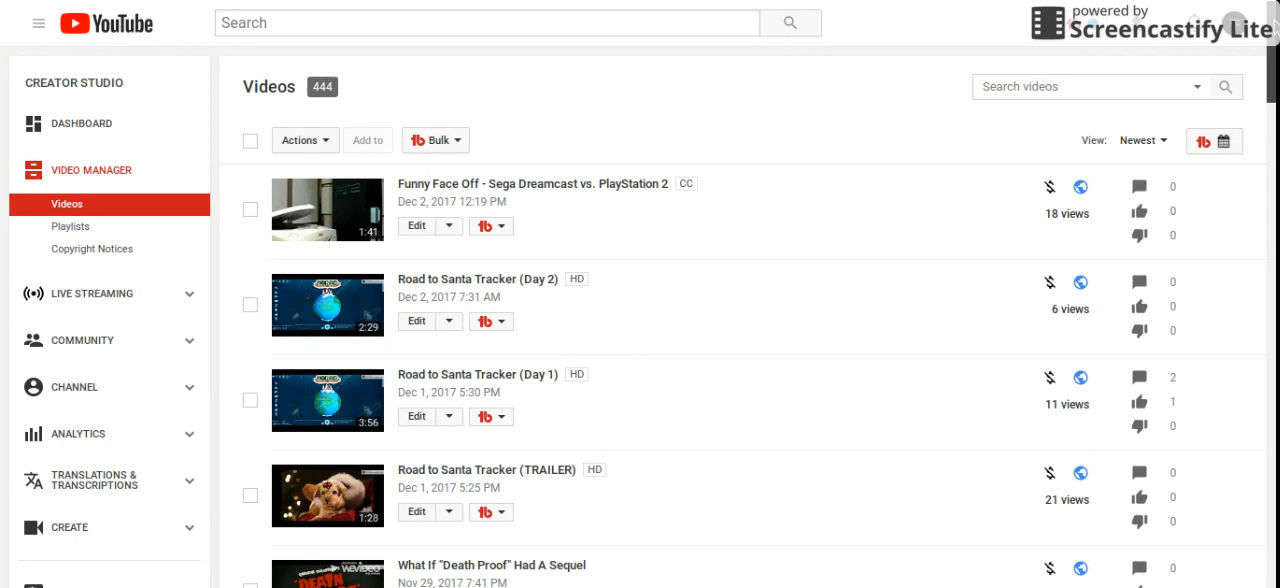 YouTube
Search
powered by
Screencastify Lite
CREATOR STUDIO
DASHBOARD
VIDEO MANAGER
Videos
Playlists
Copyright Notices
LIVE STREAMING
COMMUNITY
CHANNEL
ANALYTICS
TRANSLATIONS &
TRANSCRIPTIONS
CREATE
Videos 444
Search videos
Actions Add to Bulk
View: Newest
Funny Face Off - Sega Dreamcast vs. PlayStation 2 CC
Dec 2, 2017 12:19 PM
Edit
1:41
18 views
0
0
0
Road to Santa Tracker (Day 2) HD
Dec 2, 2017 7:31 AM
Edit
2:29
6 views
0
0
0
Road to Santa Tracker (Day 1) HD
Dec 1, 2017 5:30 PM
Edit
3:56
11 views
2
1
0
Road to Santa Tracker (TRAILER) HD
Dec 1, 2017 5:25 PM
Edit
1:28
21 views
0
0
0
What If "Death Proof" Had A Sequel
Nov 29, 2017 7:41 PM
WEVIDEO
DEATH
0